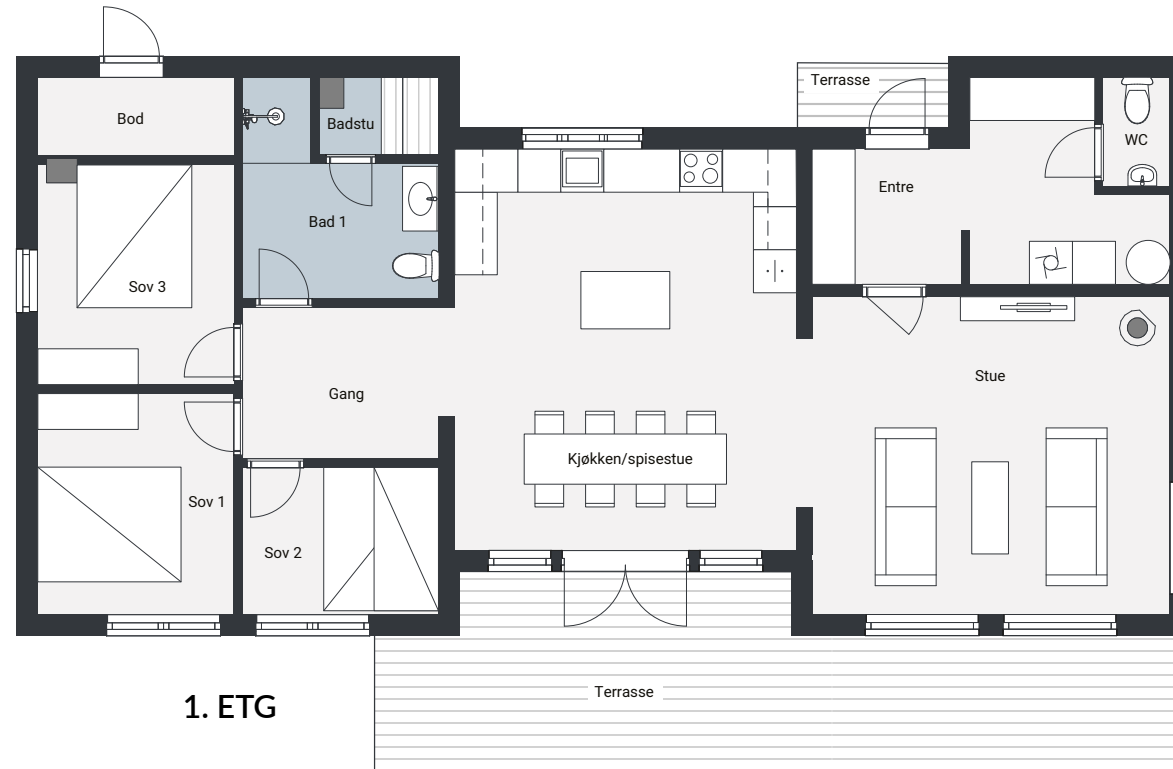 Terrasse
Bod
Badstu
WC
Entre
Bad 1
Sov 3
Stue
Gang
Kjøkken/spisestue
Sov 1
Sov 2
Terrasse
1. ETG